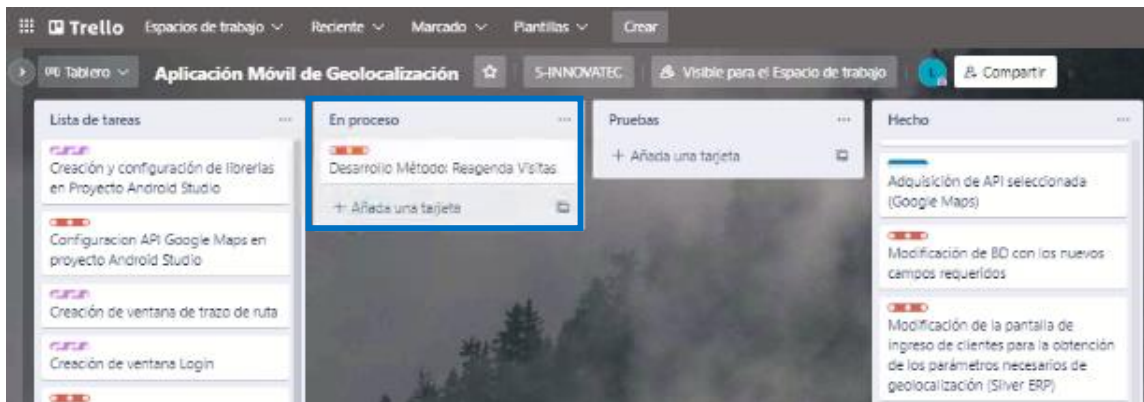 Trello Espacios de trabajo Reciente Marcado Plantillas Crear
Tablero Aplicación Móvil de Geolocalización S-INNOVATEC Visible para el Espacio de trabajo L Compartir
Lista de tareas
Creación y configuración de librerías
en Proyecto Android Studio
Configuracion API Google Maps en
proyecto Android Studio
Creación de ventana de trazo de ruta
Creación de ventana Login
En proceso
Desarrollo Método: Reagenda Visitas
+ Añada una tarjeta
Pruebas
+ Añada una tarjeta
Hecho
Adquisición de API seleccionada
(Google Maps)
Modificación de BD con los nuevos
campos requeridos
Modificación de la pantalla de
ingreso de clientes para la obtención
de los parámetros necesarios de
geolocalización (Silver ERP)